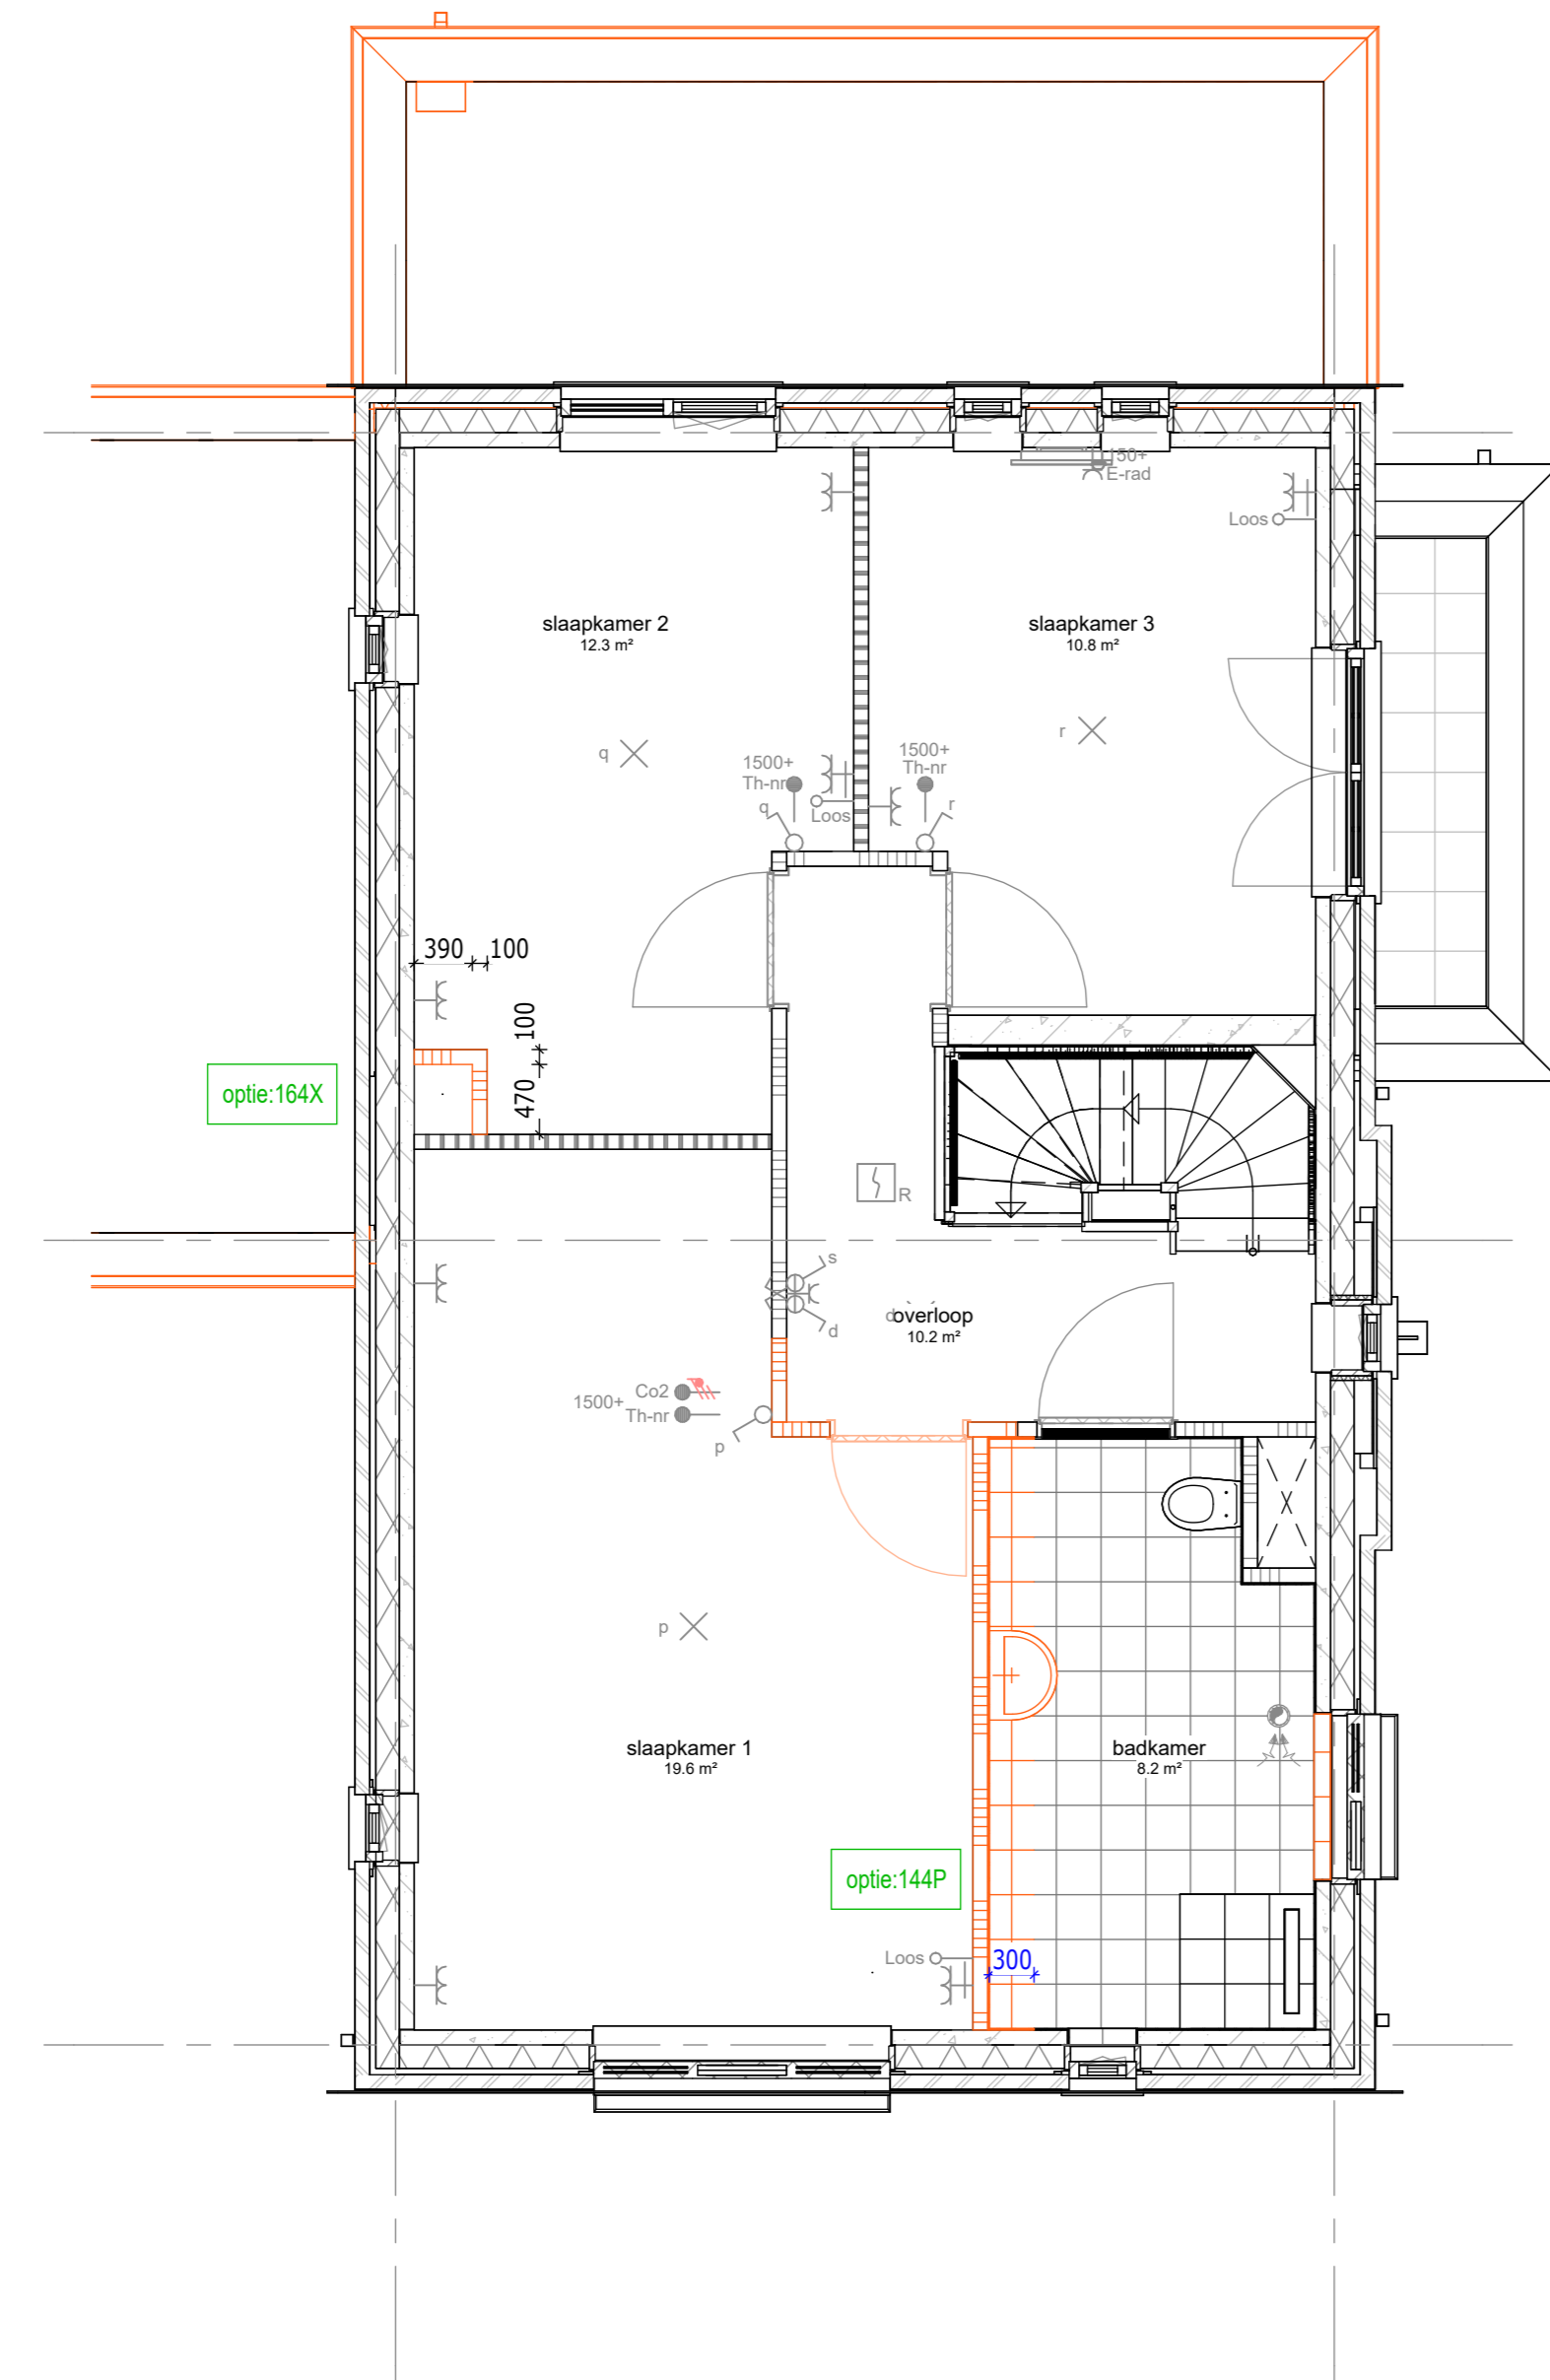 150+
E-rad
Loos
slaapkamer 2
12.3 m²
slaapkamer 3
10.8 m²
q
r
1500+
Th-nr
1500+
Th-nr
q
Loos
r
390
100
100
470
optie:164X
R
s
d
d
overloop
10.2 m²
Co2
1500+
Th-nr
p
p
slaapkamer 1
19.6 m²
badkamer
8.2 m²
optie:144P
Loos
300